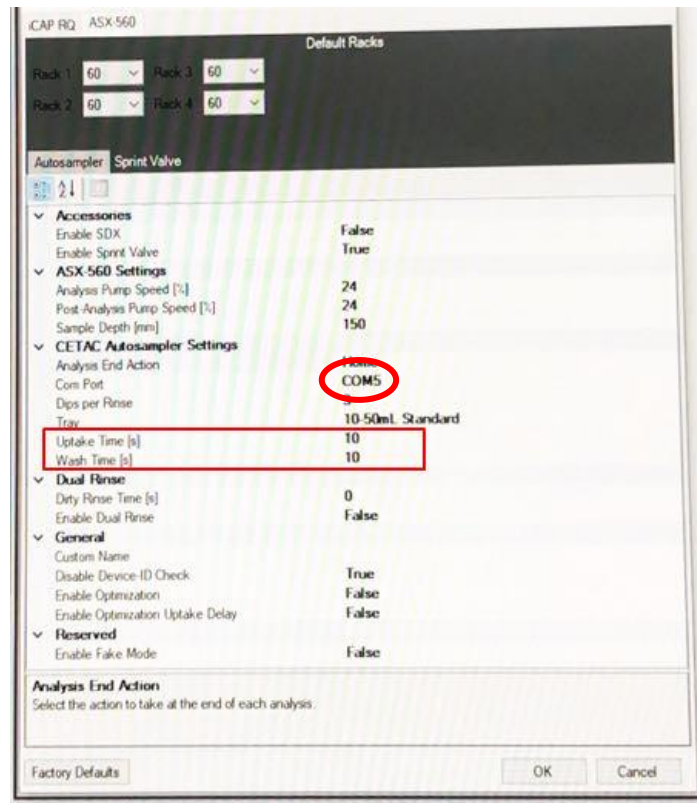 iCAP RQ ASX-560
Default Racks
Rack 1 60 Rack 3 60
Rack 2 60 Rack 4 60
Autosampler Sprint Valve
Accessories
Enable SDX False
Enable Sprint Valve True
ASX-560 Settings
Analysis Pump Speed [%] 24
Post-Analysis Pump Speed [%] 24
Sample Depth [mm] 150
CETAC Autosampler Settings
Analysis End Action
Com Port COM5
Dips per Rinse
Tray 10-50mL Standard
Uptake Time [s] 10
Wash Time [s] 10
Dual Rinse
Dirty Rinse Time [s] 0
Enable Dual Rinse False
General
Custom Name
Disable Device-ID Check True
Enable Optimization False
Enable Optimization Uptake Delay False
Reserved
Enable Fake Mode False
Analysis End Action
Select the action to take at the end of each analysis.
Factory Defaults OK Cancel